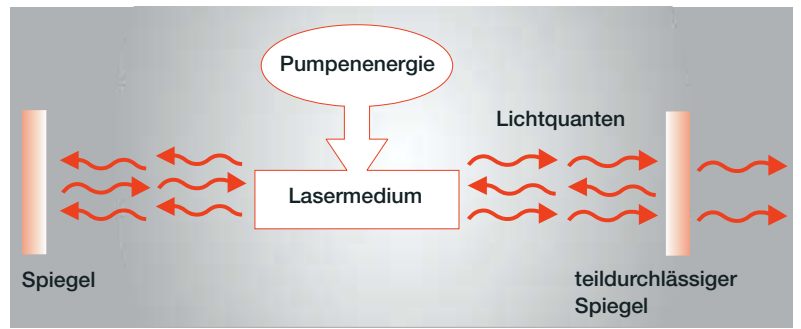 Pumpenenergie
Lichtquanten
Lasermedium
Spiegel
teildurchlässiger
Spiegel